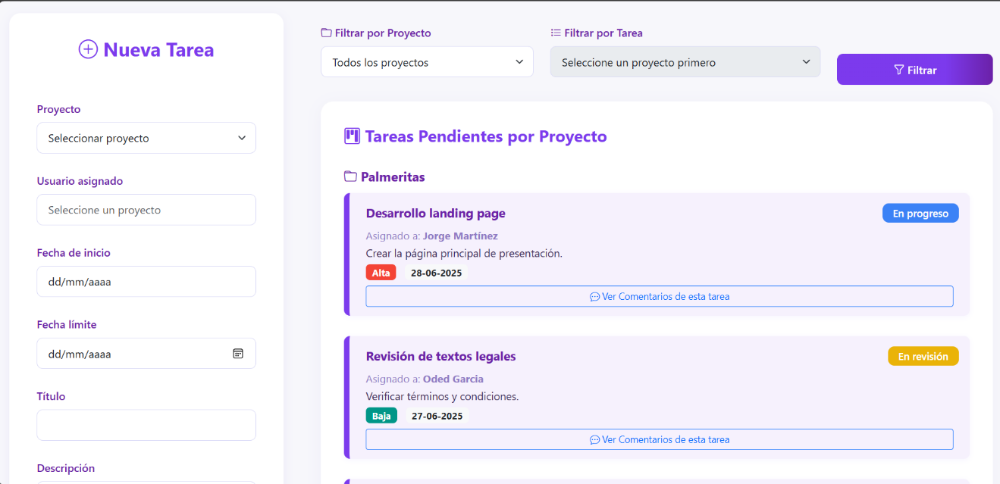 Nueva Tarea
Proyecto
Seleccionar proyecto
Usuario asignado
Seleccione un proyecto
Fecha de inicio
dd/mm/aaaa
Fecha límite
dd/mm/aaaa
Título
Descripción
Filtrar por Proyecto
Todos los proyectos
Filtrar por Tarea
Seleccione un proyecto primero
Filtrar
Tareas Pendientes por Proyecto
Palmeritas
Desarrollo landing page
En progreso
Asignado a: Jorge Martínez
Crear la página principal de presentación.
Alta 28-06-2025
Ver Comentarios de esta tarea
Revisión de textos legales
En revisión
Asignado a: Oded Garcia
Verificar términos y condiciones.
Baja 27-06-2025
Ver Comentarios de esta tarea